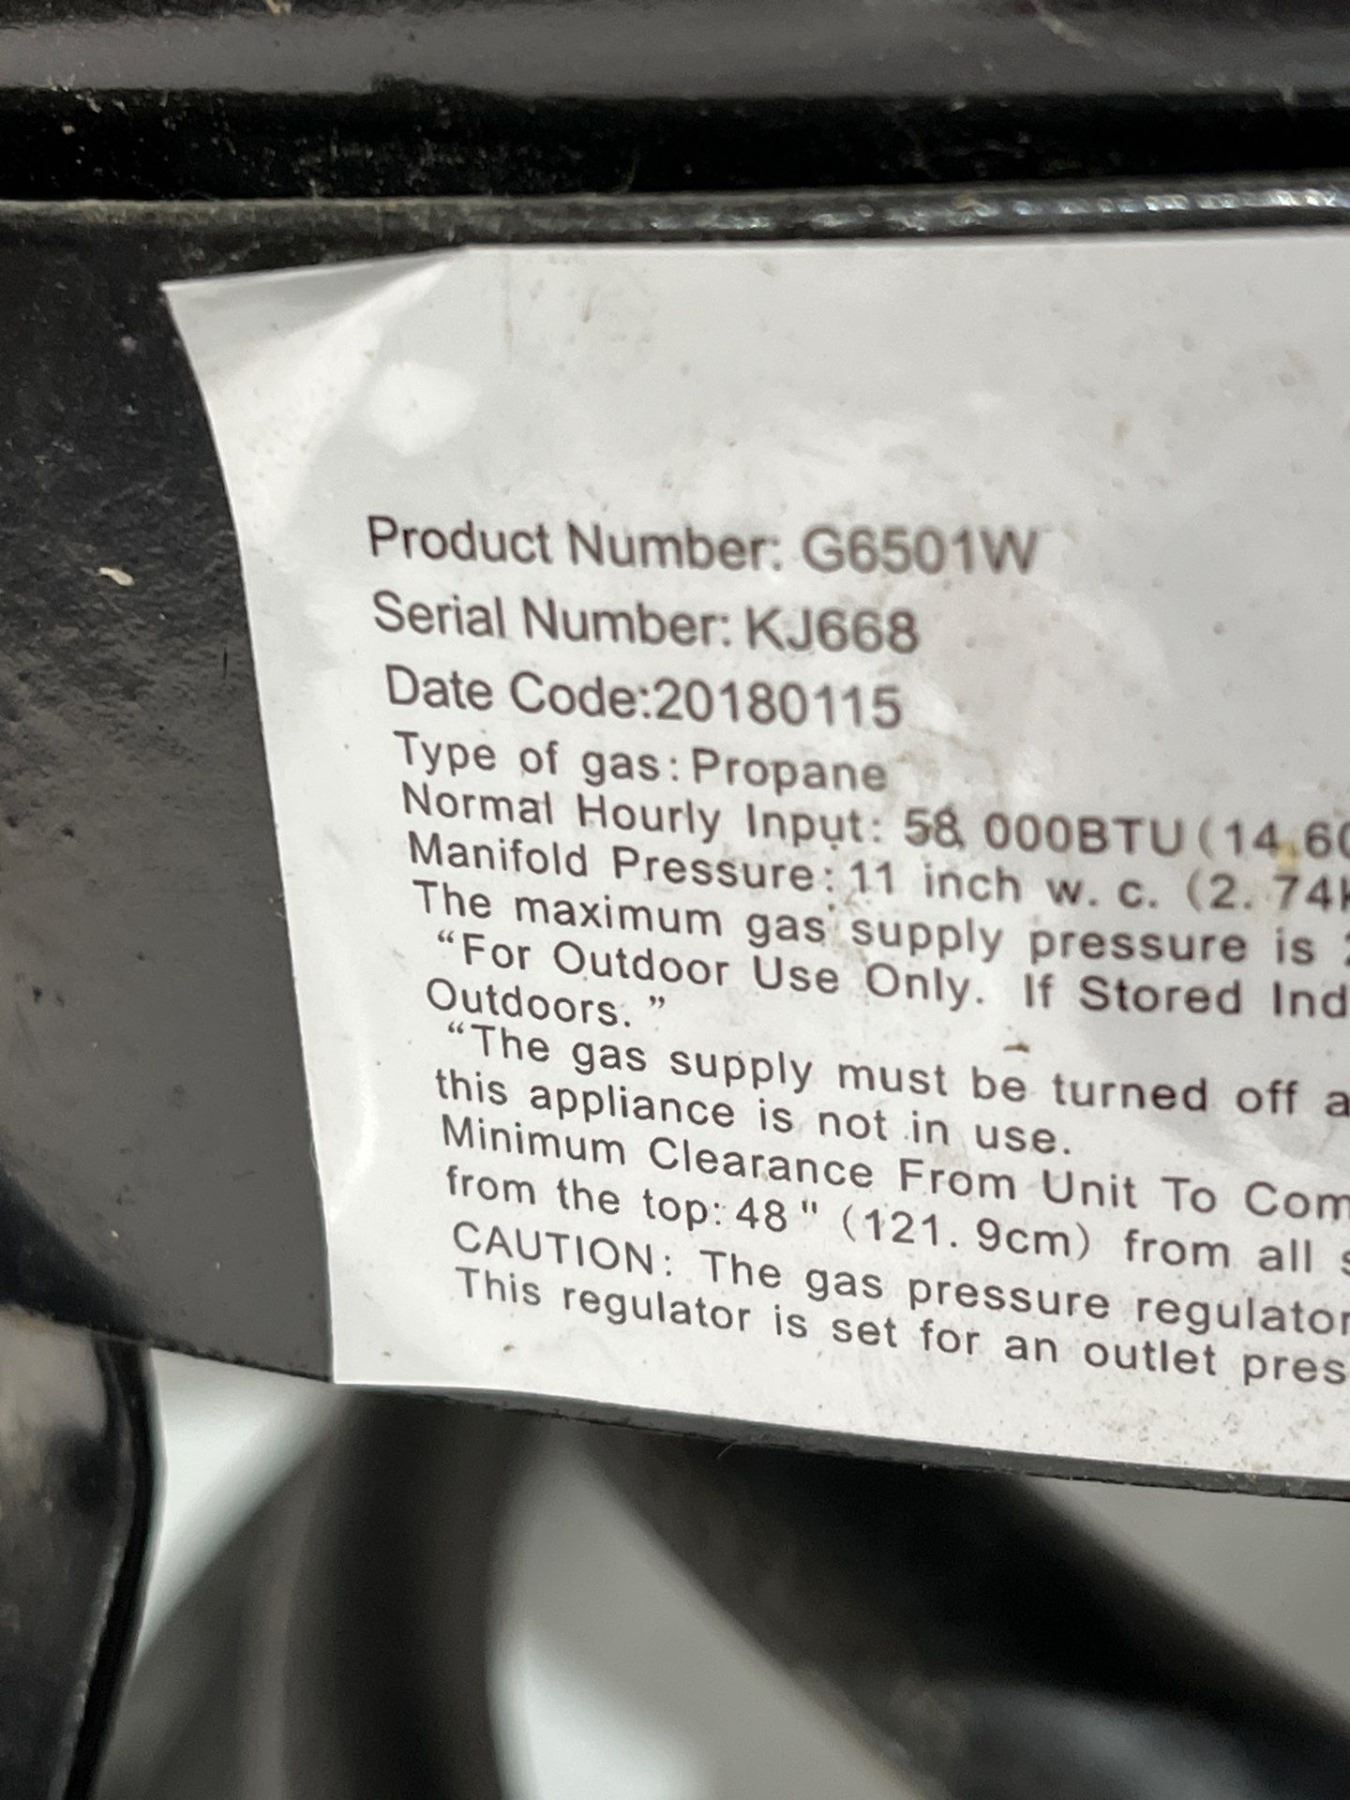 Product Number: G6501W
Serial Number: KJ668
Date Code:20180115
Type of gas: Propane
Normal Hourly Input: 58, 000BTU (14.60
Manifold Pressure: 11 inch w. c. (2. 74k
The maximum gas supply pressure is
“For Outdoor Use Only. If Stored Ind
Outdoors. ”
“The gas supply must be turned off a
this appliance is not in use.
Minimum Clearance From Unit To Com
from the top: 48 " (121. 9cm) from all s
CAUTION: The gas pressure regulator
This regulator is set for an outlet pres